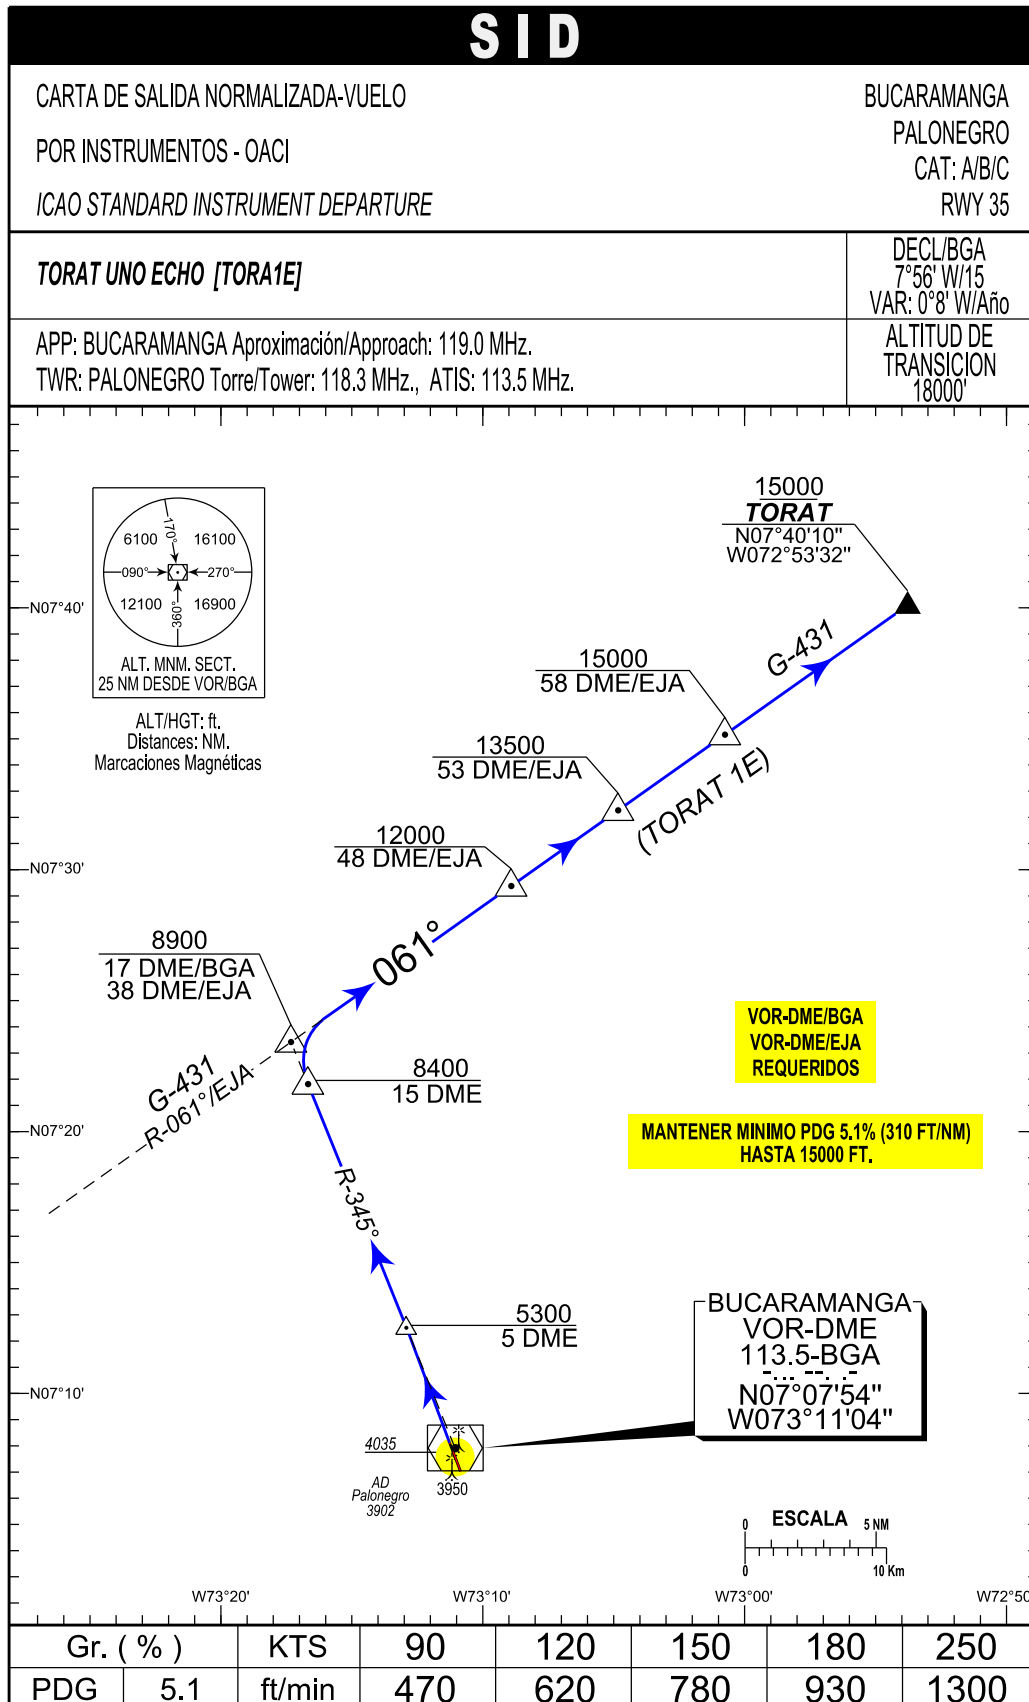 SID
CARTA DE SALIDA NORMALIZADA-VUELO
POR INSTRUMENTOS - OACI
ICAO STANDARD INSTRUMENT DEPARTURE
BUCARAMANGA
PALONEGRO
CAT: A/B/C
RWY 35
TORAT UNO ECHO [TORA1E]
DECL/BGA
7°56' W/15
VAR: 0°8' W/Año
APP: BUCARAMANGA Aproximación/Approach: 119.0 MHz.
TWR: PALONEGRO Torre/Tower: 118.3 MHz., ATIS: 113.5 MHz.
ALTITUD DE
TRANSICION
18000'
15000
TORAT
N07°40'10"
W072°53'32"
170°
6100
16100
090°
270°
12100
360°
16900
ALT. MNM. SECT.
25 NM DESDE VOR/BGA
ALT/HGT: ft.
Distances: NM.
Marcaciones Magnéticas
N07°40'
G-431
15000
58 DME/EJA
13500
53 DME/EJA
(TORAT 1E)
12000
48 DME/EJA
N07°30'
061°
8900
17 DME/BGA
38 DME/EJA
VOR-DME/BGA
VOR-DME/EJA
REQUERIDOS
G-431
R-061°/EJA
8400
15 DME
N07°20'
MANTENER MINIMO PDG 5.1% (310 FT/NM)
HASTA 15000 FT.
R-345°
5300
5 DME
BUCARAMANGA
VOR-DME
113.5-BGA
N07°07'54"
W073°11'04"
N07°10'
4035
AD
Palonegro
3902
3950
0 ESCALA 5 NM
0 10 Km
W73°20' W73°10' W73°00' W72°50'
Gr. ( % ) KTS 90 120 150 180 250
PDG 5.1 ft/min 470 620 780 930 1300